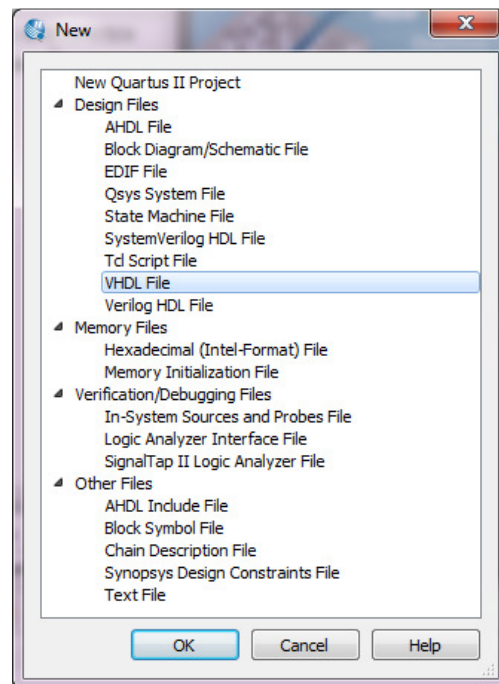 New
New Quartus II Project
Design Files
AHDL File
Block Diagram/Schematic File
EDIF File
Qsys System File
State Machine File
SystemVerilog HDL File
Tcl Script File
VHDL File
Verilog HDL File
Memory Files
Hexadecimal (Intel-Format) File
Memory Initialization File
Verification/Debugging Files
In-System Sources and Probes File
Logic Analyzer Interface File
SignalTap II Logic Analyzer File
Other Files
AHDL Include File
Block Symbol File
Chain Description File
Synopsys Design Constraints File
Text File
OK Cancel Help